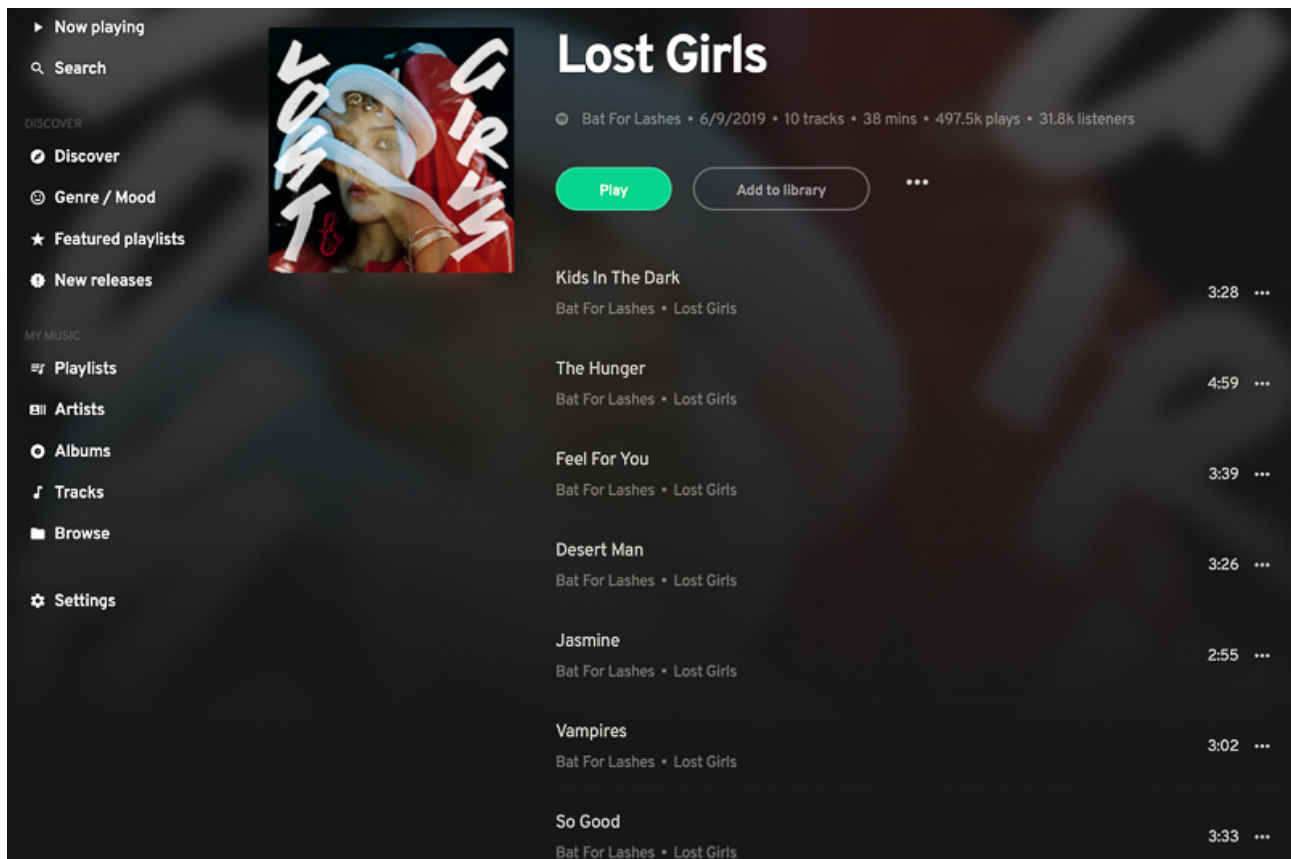 Now playing
Search
DISCOVER
Discover
Genre / Mood
Featured playlists
New releases
MY MUSIC
Playlists
Artists
Albums
Tracks
Browse
Settings
LOST
GIRLS
Lost Girls
Bat For Lashes • 6/9/2019 • 10 tracks • 38 mins • 497.5k plays • 31.8k listeners
Play
Add to library
Kids In The Dark
3:28
Bat For Lashes • Lost Girls
The Hunger
4:59
Bat For Lashes • Lost Girls
Feel For You
3:39
Bat For Lashes • Lost Girls
Desert Man
3:26
Bat For Lashes • Lost Girls
Jasmine
2:55
Bat For Lashes • Lost Girls
Vampires
3:02
Bat For Lashes • Lost Girls
So Good
3:33
Bat For Lashes • Lost Girls